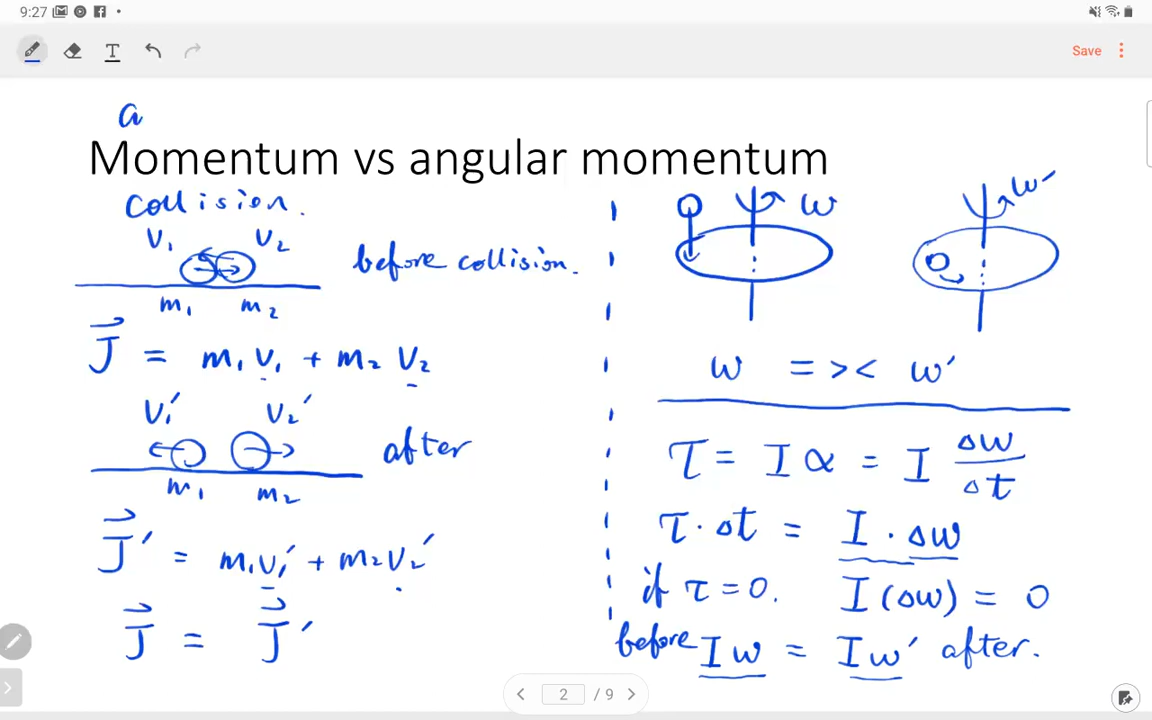 9:27
T
Save
a
Momentum vs angular momentum
Collision.
V₁ V₂
before collision.
m₁ m₂
J⃗ = m₁V₁ + m₂V₂
V₁′ V₂′
after
m₁ m₂
J⃗′ = m₁V₁′ + m₂V₂′
J⃗ = J⃗′
ω
ω′
ω = > < ω′
τ = Iα = I Δω/Δt
τ · Δt = I · Δω
if τ = 0. I(Δω) = 0
before Iω = Iω′ after.
2 / 9